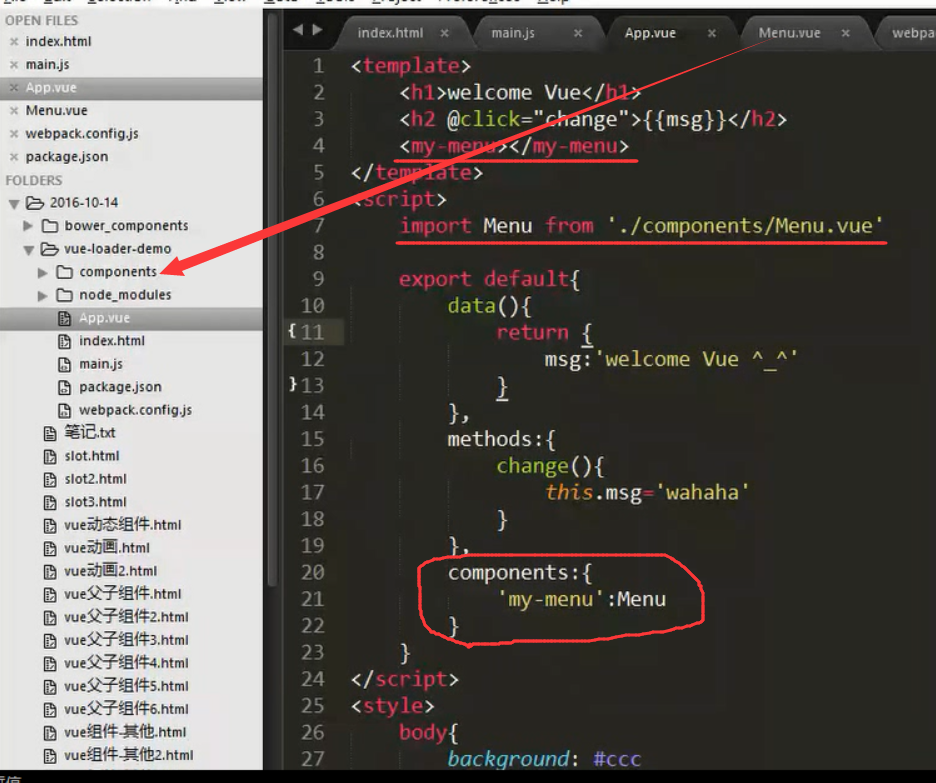 OPEN FILES
index.html
main.js
App.vue
Menu.vue
webpack.config.js
package.json
FOLDERS
2016-10-14
bower_components
vue-loader-demo
components
node_modules
App.vue
index.html
main.js
package.json
webpack.config.js
笔记.txt
slot.html
slot2.html
slot3.html
vue动态组件.html
vue动画.html
vue动画2.html
vue父子组件.html
vue父子组件2.html
vue父子组件3.html
vue父子组件4.html
vue父子组件5.html
vue父子组件6.html
vue组件-其他.html
vue组件-其他2.html
index.html × main.js × App.vue × Menu.vue × webpa
1 <template>
2 <h1>welcome Vue</h1>
3 <h2 @click="change">{{msg}}</h2>
4 <my-menu></my-menu>
5 </template>
6 <script>
7 import Menu from './components/Menu.vue'
8
9 export default{
10 data(){
{ 11 return {
12 msg:'welcome Vue ^_^'
} 13 }
14 },
15 methods:{
16 change(){
17 this.msg='wahaha'
18 }
19 },
20 components:{
21 'my-menu':Menu
22 }
23 }
24 </script>
25 <style>
26 body{
27 background: #ccc